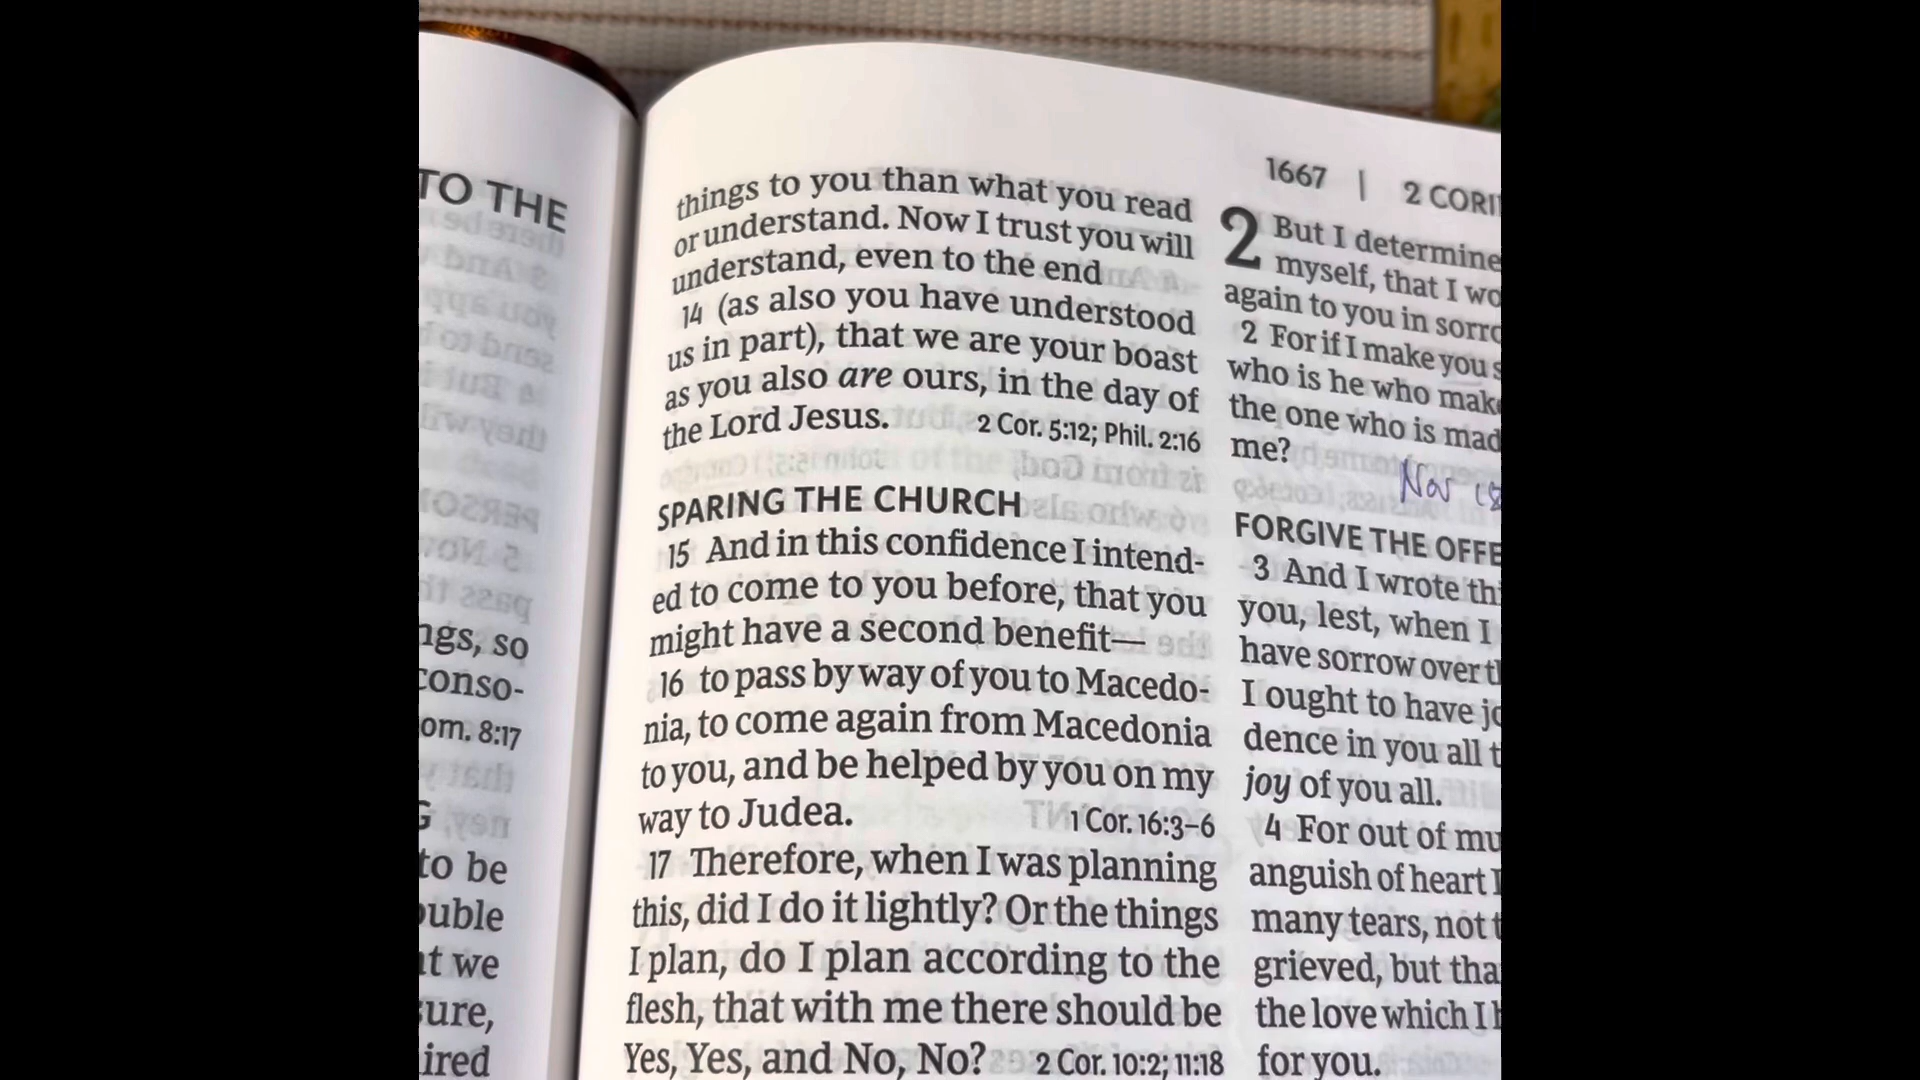 TO THE
ngs, so
conso-
om. 8:17
G
to be
ouble
at we
sure,
ired
1667 | 2 CORI
things to you than what you read
or understand. Now I trust you will
understand, even to the end
14 (as also you have understood
us in part), that we are your boast
as you also are ours, in the day of
the Lord Jesus. 2 Cor. 5:12; Phil. 2:16
SPARING THE CHURCH
15 And in this confidence I intend-
ed to come to you before, that you
might have a second benefit—
16 to pass by way of you to Macedo-
nia, to come again from Macedonia
to you, and be helped by you on my
way to Judea. 1 Cor. 16:3–6
17 Therefore, when I was planning
this, did I do it lightly? Or the things
I plan, do I plan according to the
flesh, that with me there should be
Yes, Yes, and No, No? 2 Cor. 10:2; 11:18
2 But I determine
myself, that I wo
again to you in sorro
2 For if I make you s
who is he who make
the one who is mad
me?
Nov 18
FORGIVE THE OFFE
3 And I wrote thi
you, lest, when I
have sorrow over th
I ought to have jo
dence in you all t
joy of you all.
4 For out of mu
anguish of heart I
many tears, not t
grieved, but tha
the love which I h
for you.